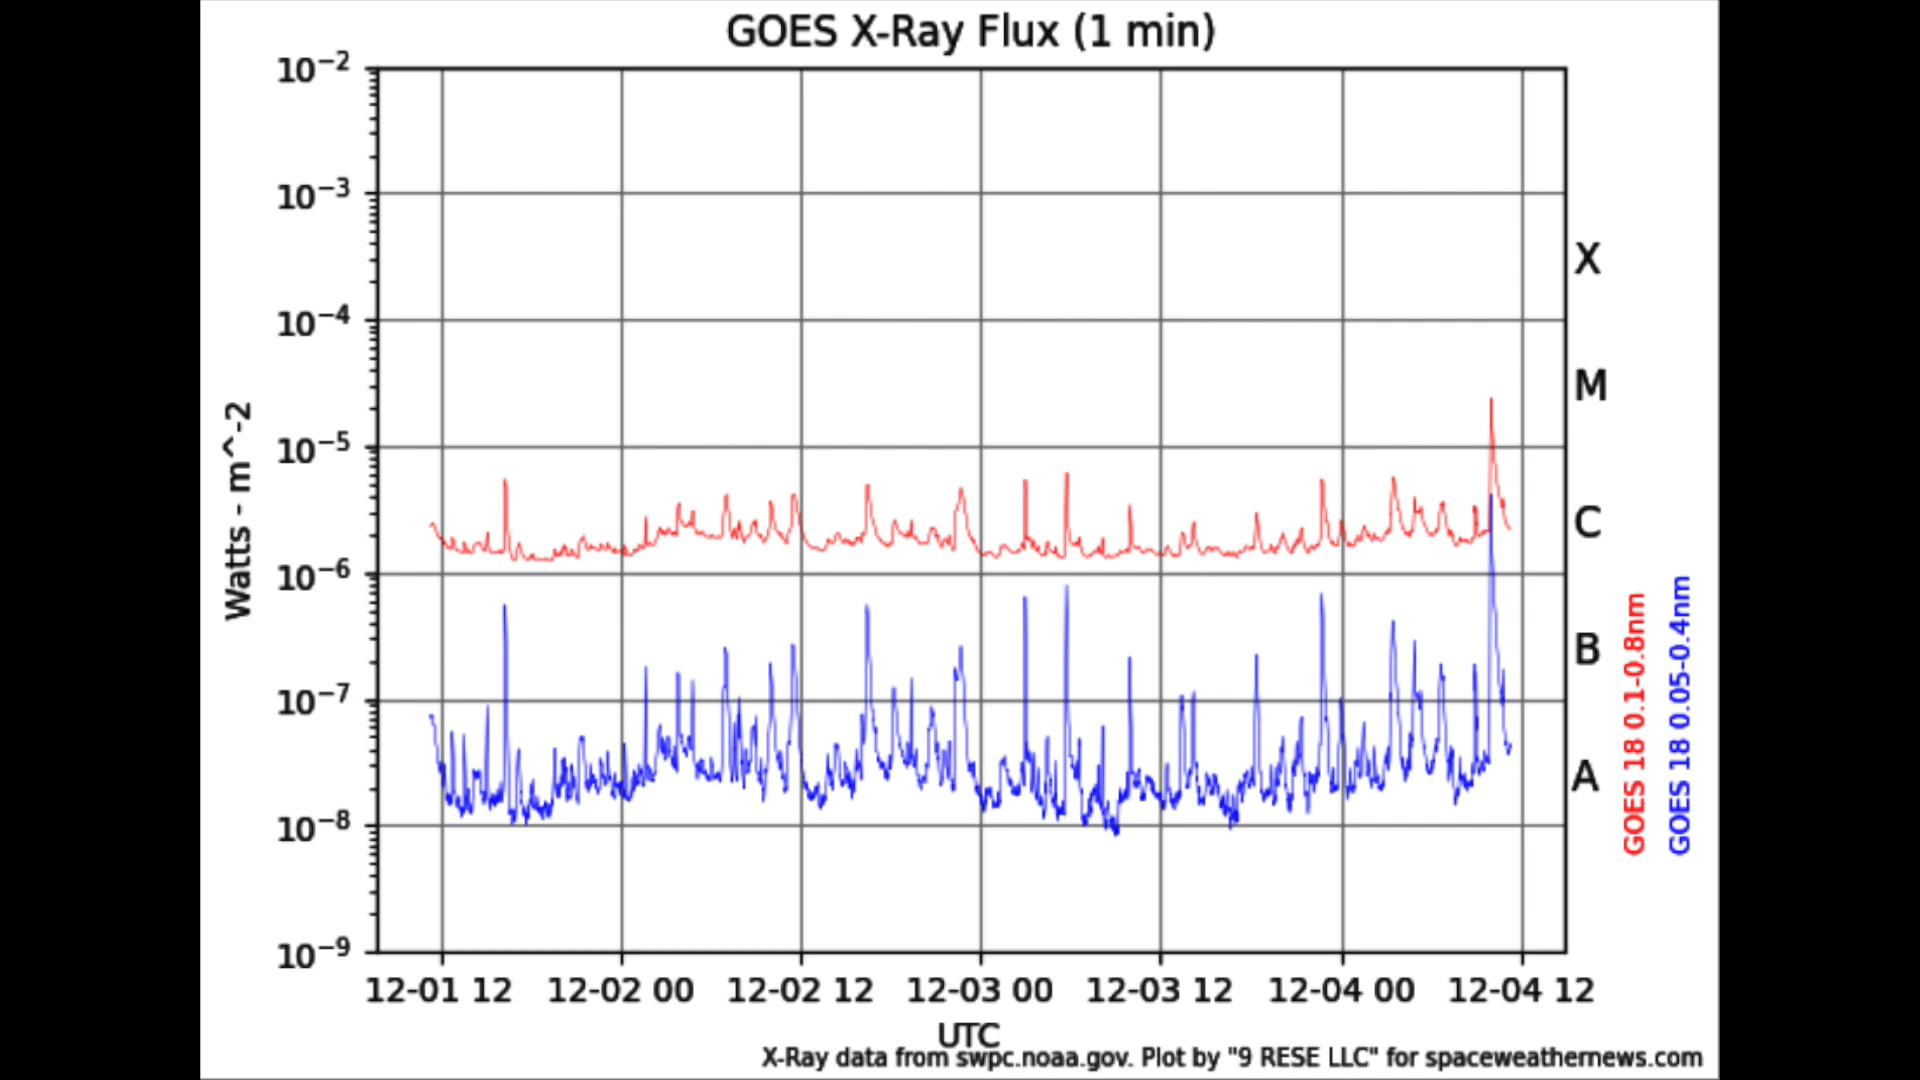 GOES X-Ray Flux (1 min)
10−2
10−3
10−4
10−5
10−6
10−7
10−8
10−9
Watts - m^-2
X
M
C
B
A
GOES 18 0.1-0.8nm
GOES 18 0.05-0.4nm
12-01 12 12-02 00 12-02 12 12-03 00 12-03 12 12-04 00 12-04 12
UTC
X-Ray data from swpc.noaa.gov. Plot by "9 RESE LLC" for spaceweathernews.com